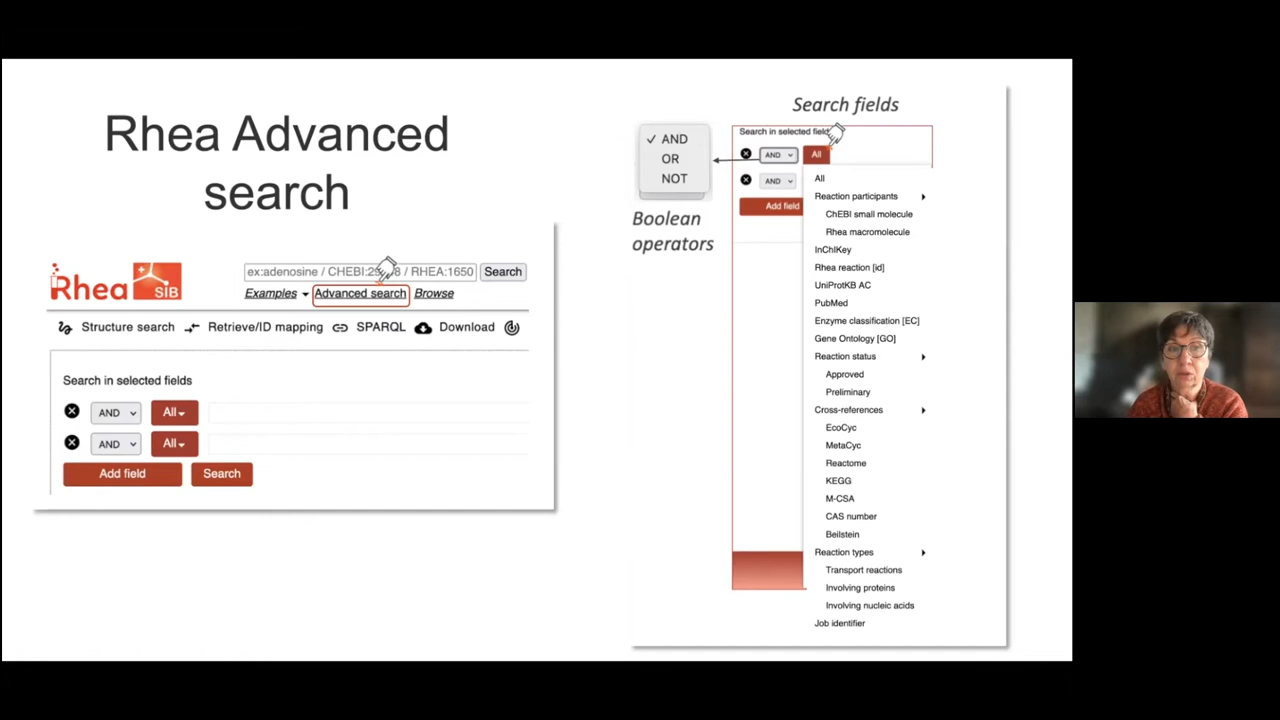 Rhea Advanced
search
Rhea SIB
ex:adenosine / CHEBI:2 8 / RHEA:1650 Search
Examples Advanced search Browse
Structure search Retrieve/ID mapping SPARQL Download
Search in selected fields
AND All
AND All
Add field Search
Search fields
AND
OR
NOT
Boolean
operators
Search in selected field
AND All
AND
Add field
All
Reaction participants
ChEBI small molecule
Rhea macromolecule
InChIKey
Rhea reaction [id]
UniProtKB AC
PubMed
Enzyme classification [EC]
Gene Ontology [GO]
Reaction status
Approved
Preliminary
Cross-references
EcoCyc
MetaCyc
Reactome
KEGG
M-CSA
CAS number
Beilstein
Reaction types
Transport reactions
Involving proteins
Involving nucleic acids
Job identifier